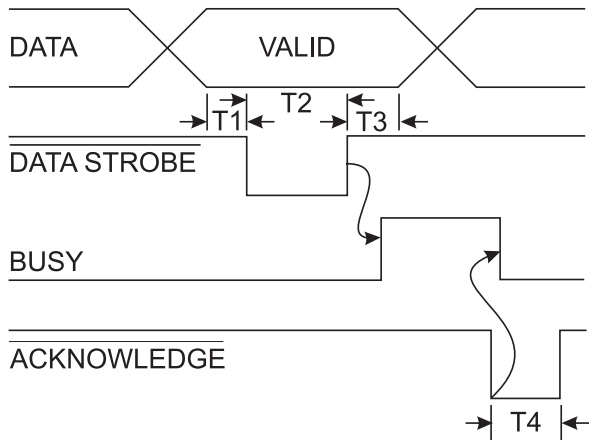 DATA VALID
T1 T2 T3
DATA STROBE
BUSY
ACKNOWLEDGE
T4